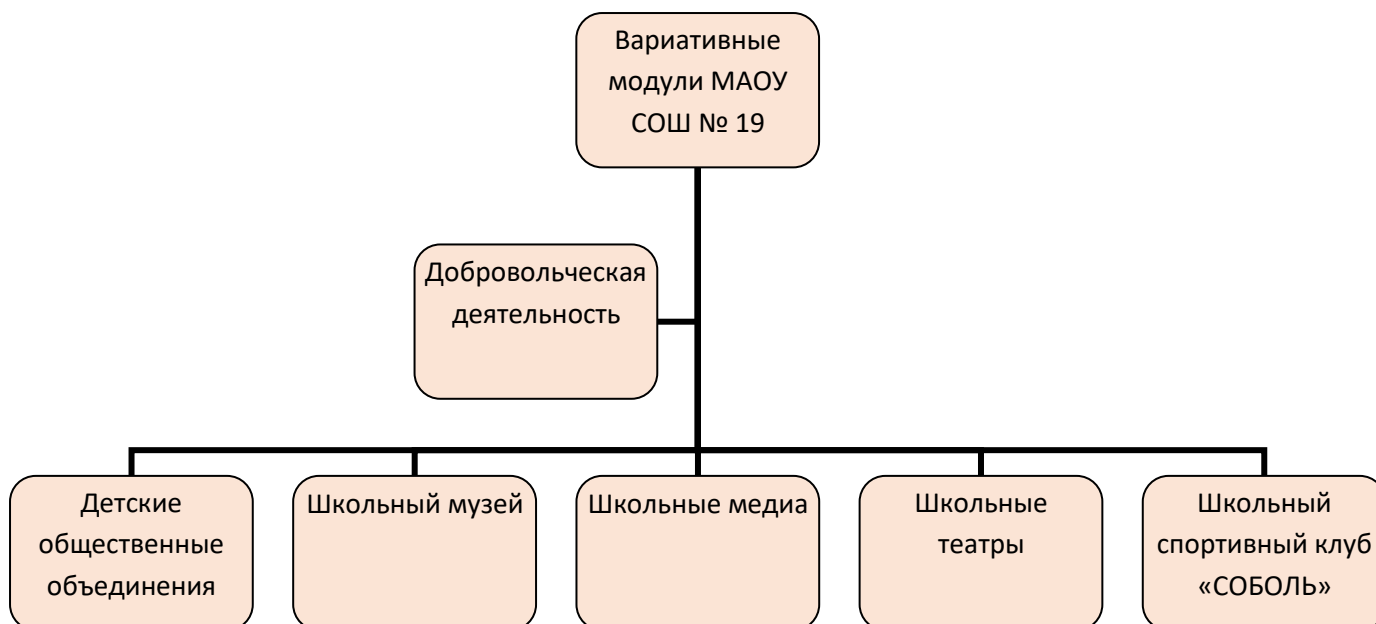 Вариативные
модули МАОУ
СОШ № 19
Добровольческая
деятельность
Детские
общественные
объединения
Школьный музей
Школьные медиа
Школьные
театры
Школьный
спортивный клуб
«СОБОЛЬ»